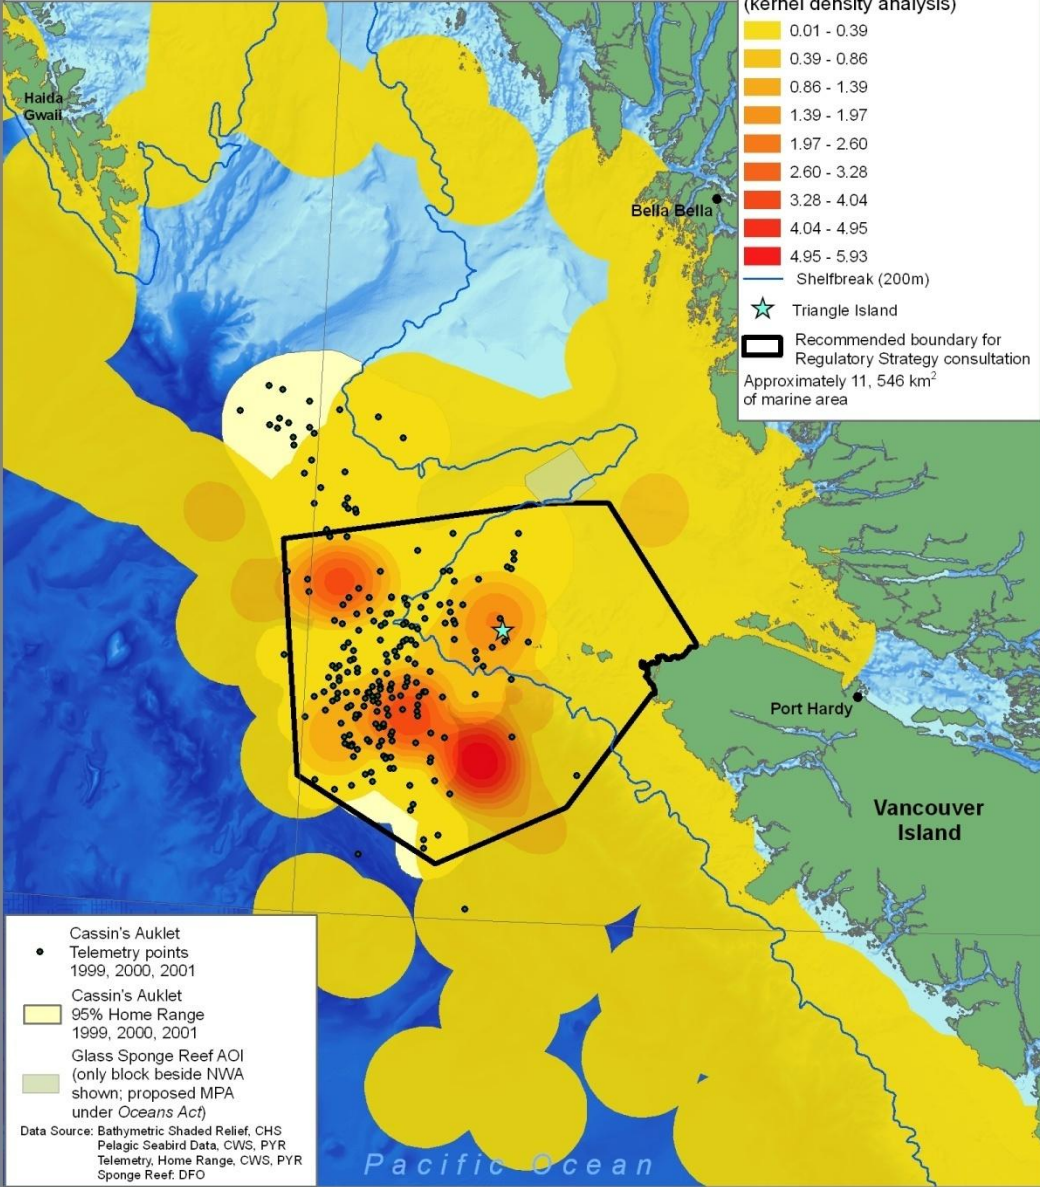 (kernel density analysis)
0.01 - 0.39
0.39 - 0.86
0.86 - 1.39
1.39 - 1.97
1.97 - 2.60
2.60 - 3.28
3.28 - 4.04
4.04 - 4.95
4.95 - 5.93
Shelfbreak (200m)
Triangle Island
Recommended boundary for
Regulatory Strategy consultation
Approximately 11, 546 km²
of marine area
Haida
Gwaii
Bella Bella
Port Hardy
Vancouver
Island
Cassin's Auklet
Telemetry points
1999, 2000, 2001
Cassin's Auklet
95% Home Range
1999, 2000, 2001
Glass Sponge Reef AOI
(only block beside NWA
shown; proposed MPA
under Oceans Act)
Data Source: Bathymetric Shaded Relief, CHS
Pelagic Seabird Data, CWS, PYR
Telemetry, Home Range, CWS, PYR
Sponge Reef: DFO
Pacific Ocean